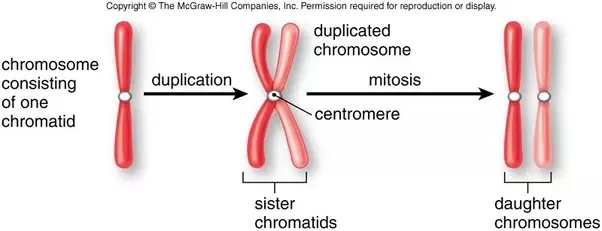 Copyright © The McGraw-Hill Companies, Inc. Permission required for reproduction or display.
chromosome
consisting
of one
chromatid
duplication
duplicated
chromosome
mitosis
centromere
sister
chromatids
daughter
chromosomes